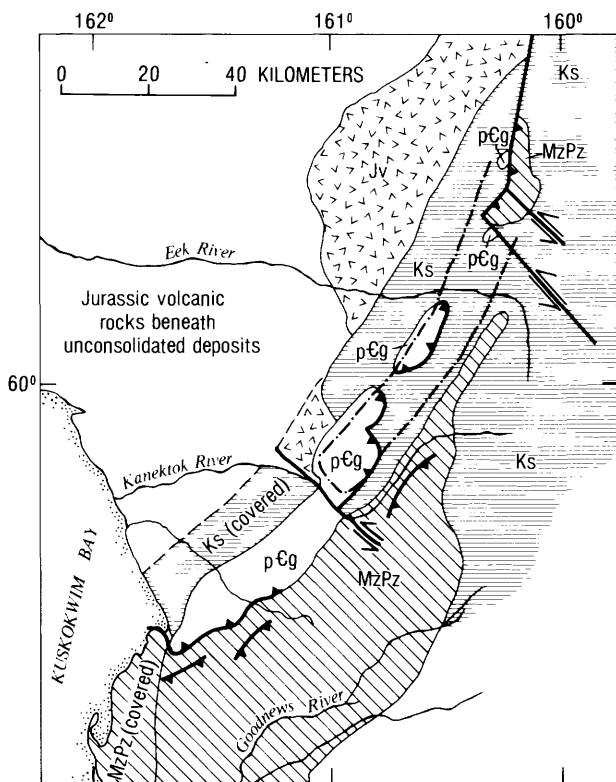 162° 161° 160°
0 20 40 KILOMETERS
Ks
p€g
MzPz
Jv
Eek River
p€g
Ks
Jurassic volcanic
rocks beneath
unconsolidated deposits
p€g
60°
p€g
Ks
Kanektok River
Ks (covered)
p€g
MzPz
KUSKOKWIM BAY
MzPz (covered)
Goodnews River